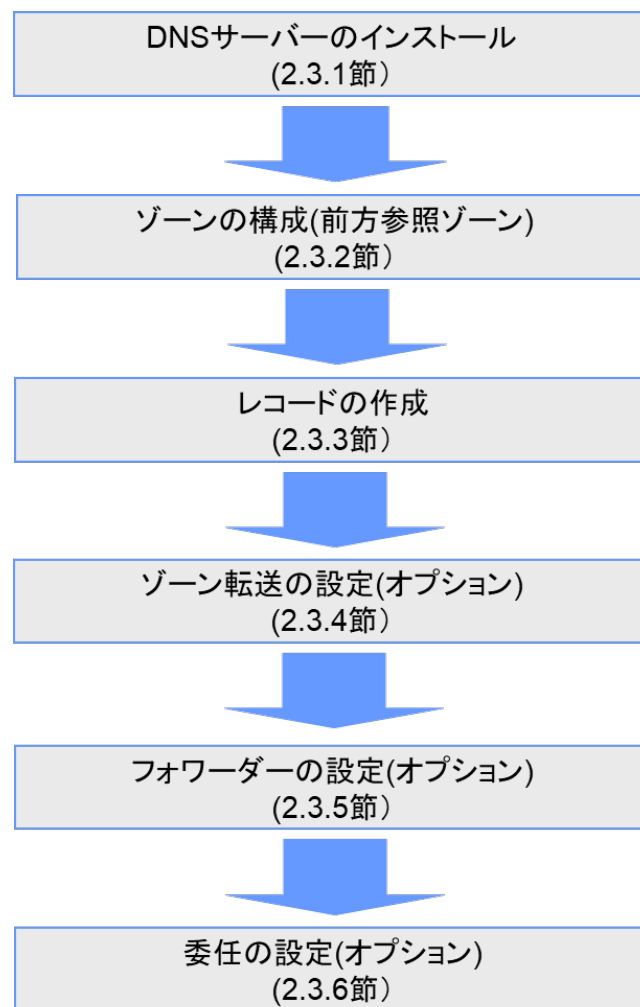 DNSサーバーのインストール
(2.3.1節）
ゾーンの構成(前方参照ゾーン)
(2.3.2節）
レコードの作成
(2.3.3節）
ゾーン転送の設定(オプション)
(2.3.4節）
フォワーダーの設定(オプション)
(2.3.5節）
委任の設定(オプション)
(2.3.6節）